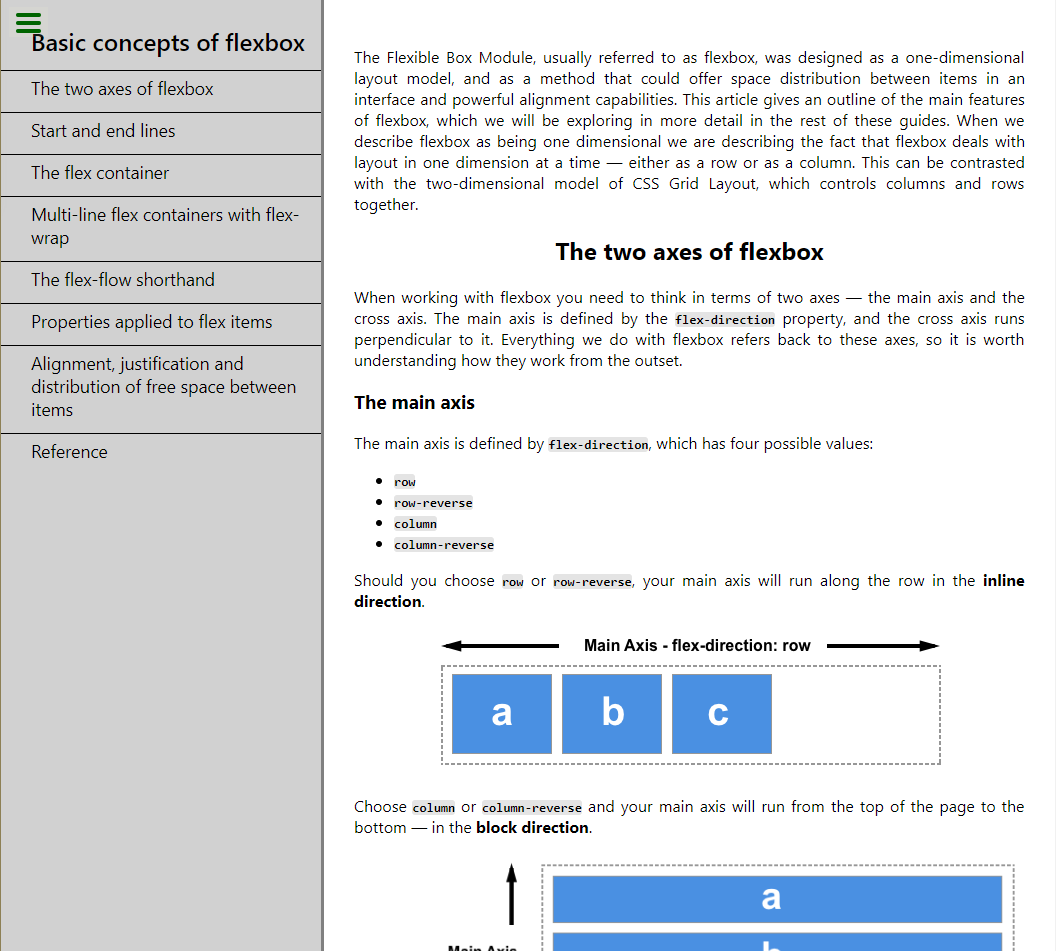 Basic concepts of flexbox
The two axes of flexbox
Start and end lines
The flex container
Multi-line flex containers with flex-
wrap
The flex-flow shorthand
Properties applied to flex items
Alignment, justification and
distribution of free space between
items
Reference
The Flexible Box Module, usually referred to as flexbox, was designed as a one-dimensional
layout model, and as a method that could offer space distribution between items in an
interface and powerful alignment capabilities. This article gives an outline of the main features
of flexbox, which we will be exploring in more detail in the rest of these guides. When we
describe flexbox as being one dimensional we are describing the fact that flexbox deals with
layout in one dimension at a time — either as a row or as a column. This can be contrasted
with the two-dimensional model of CSS Grid Layout, which controls columns and rows
together.
The two axes of flexbox
When working with flexbox you need to think in terms of two axes — the main axis and the
cross axis. The main axis is defined by the flex-direction property, and the cross axis runs
perpendicular to it. Everything we do with flexbox refers back to these axes, so it is worth
understanding how they work from the outset.
The main axis
The main axis is defined by flex-direction, which has four possible values:
row
row-reverse
column
column-reverse
Should you choose row or row-reverse, your main axis will run along the row in the inline
direction.
Main Axis - flex-direction: row
a b c
Choose column or column-reverse and your main axis will run from the top of the page to the
bottom — in the block direction.
a
Main Axis
b